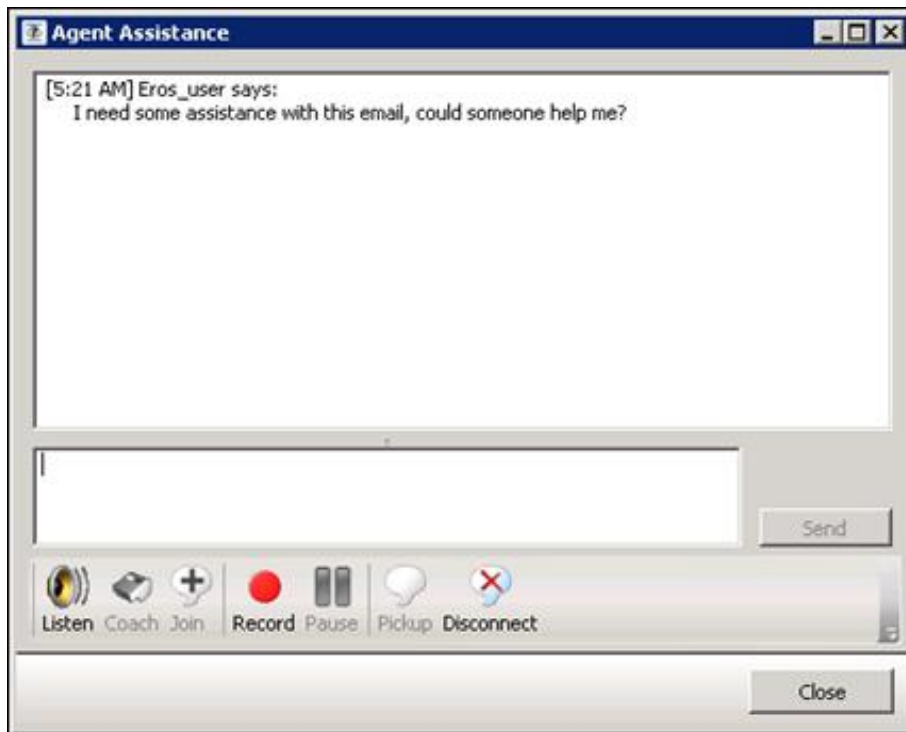 Agent Assistance
[5:21 AM] Eros_user says:
I need some assistance with this email, could someone help me?
Send
Listen Coach Join Record Pause Pickup Disconnect
Close